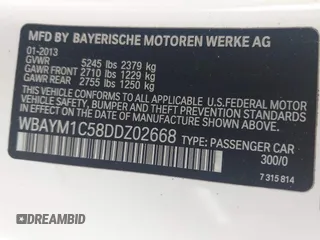 MFD BY BAYERISCHE MOTOREN WERKE AG
01-2013
GVWR 5245 lbs 2379 kg
GAWR FRONT 2710 lbs 1229 kg
GAWR REAR 2755 lbs 1250 kg
THIS VEHICLE CONFORMS TO ALL APPLICABLE U.S. FEDERAL MOTOR
VEHICLE SAFETY, BUMPER, AND THEFT PREVENTION STANDARDS
IN EFFECT ON THE DATE OF MANUFACTURE SHOWN ABOVE.
WBAYM1C58DDZ02668 TYPE: PASSENGER CAR
300/0
7 315 814
DREAMBID